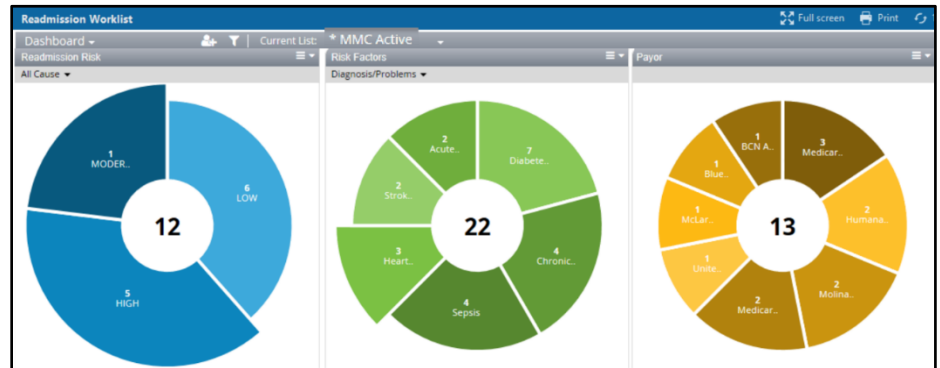 Readmission Worklist
Full screen
Print
Dashboard
Current List:
* MMC Active
Readmission Risk
Risk Factors
Payor
All Cause
Diagnosis/Problems
1
MODER..
6
LOW
5
HIGH
12
2
Acute..
7
Diabete..
2
Strok..
3
Heart..
4
Chronic..
4
Sepsis
22
1
BCN A..
3
Medicar..
1
Blue..
2
Humana..
1
McLar..
1
Unite..
2
Molina..
2
Medicar..
13